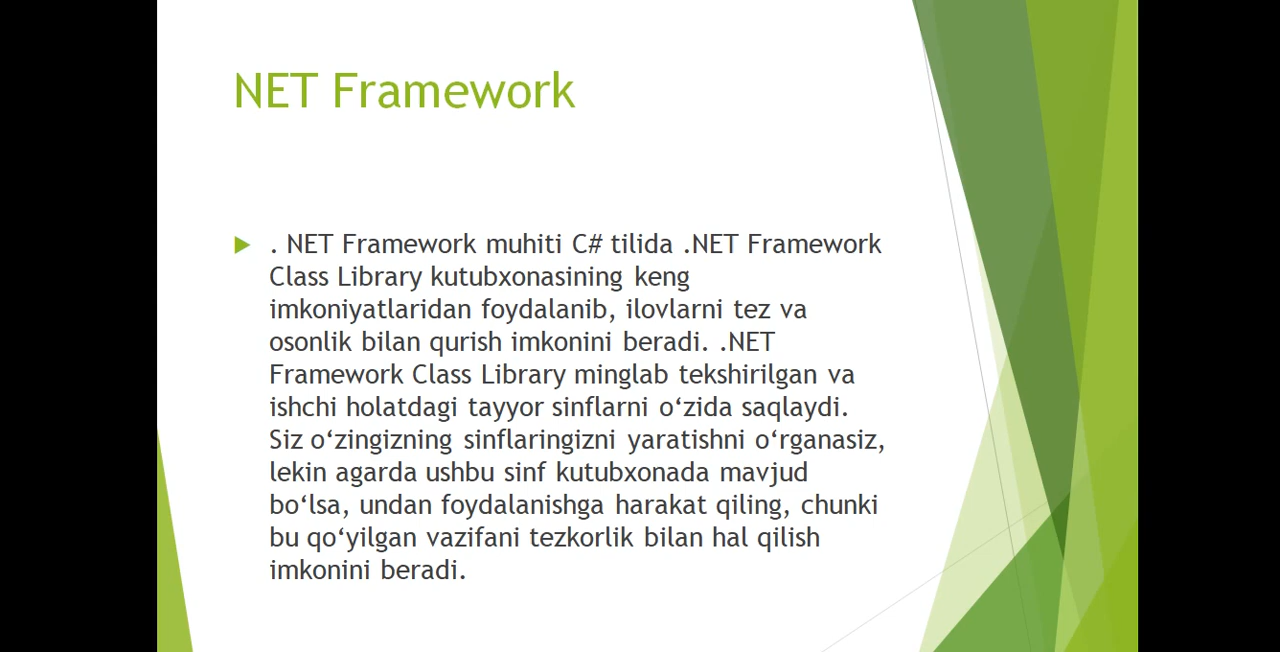 NET Framework
. NET Framework muhiti C# tilida .NET Framework
Class Library kutubxonasining keng
imkoniyatlaridan foydalanib, ilovlarni tez va
osonlik bilan qurish imkonini beradi. .NET
Framework Class Library minglab tekshirilgan va
ishchi holatdagi tayyor sinflarni o‘zida saqlaydi.
Siz o‘zingizning sinflaringizni yaratishni o‘rganasiz,
lekin agarda ushbu sinf kutubxonada mavjud
bo‘lsa, undan foydalanishga harakat qiling, chunki
bu qo‘yilgan vazifani tezkorlik bilan hal qilish
imkonini beradi.